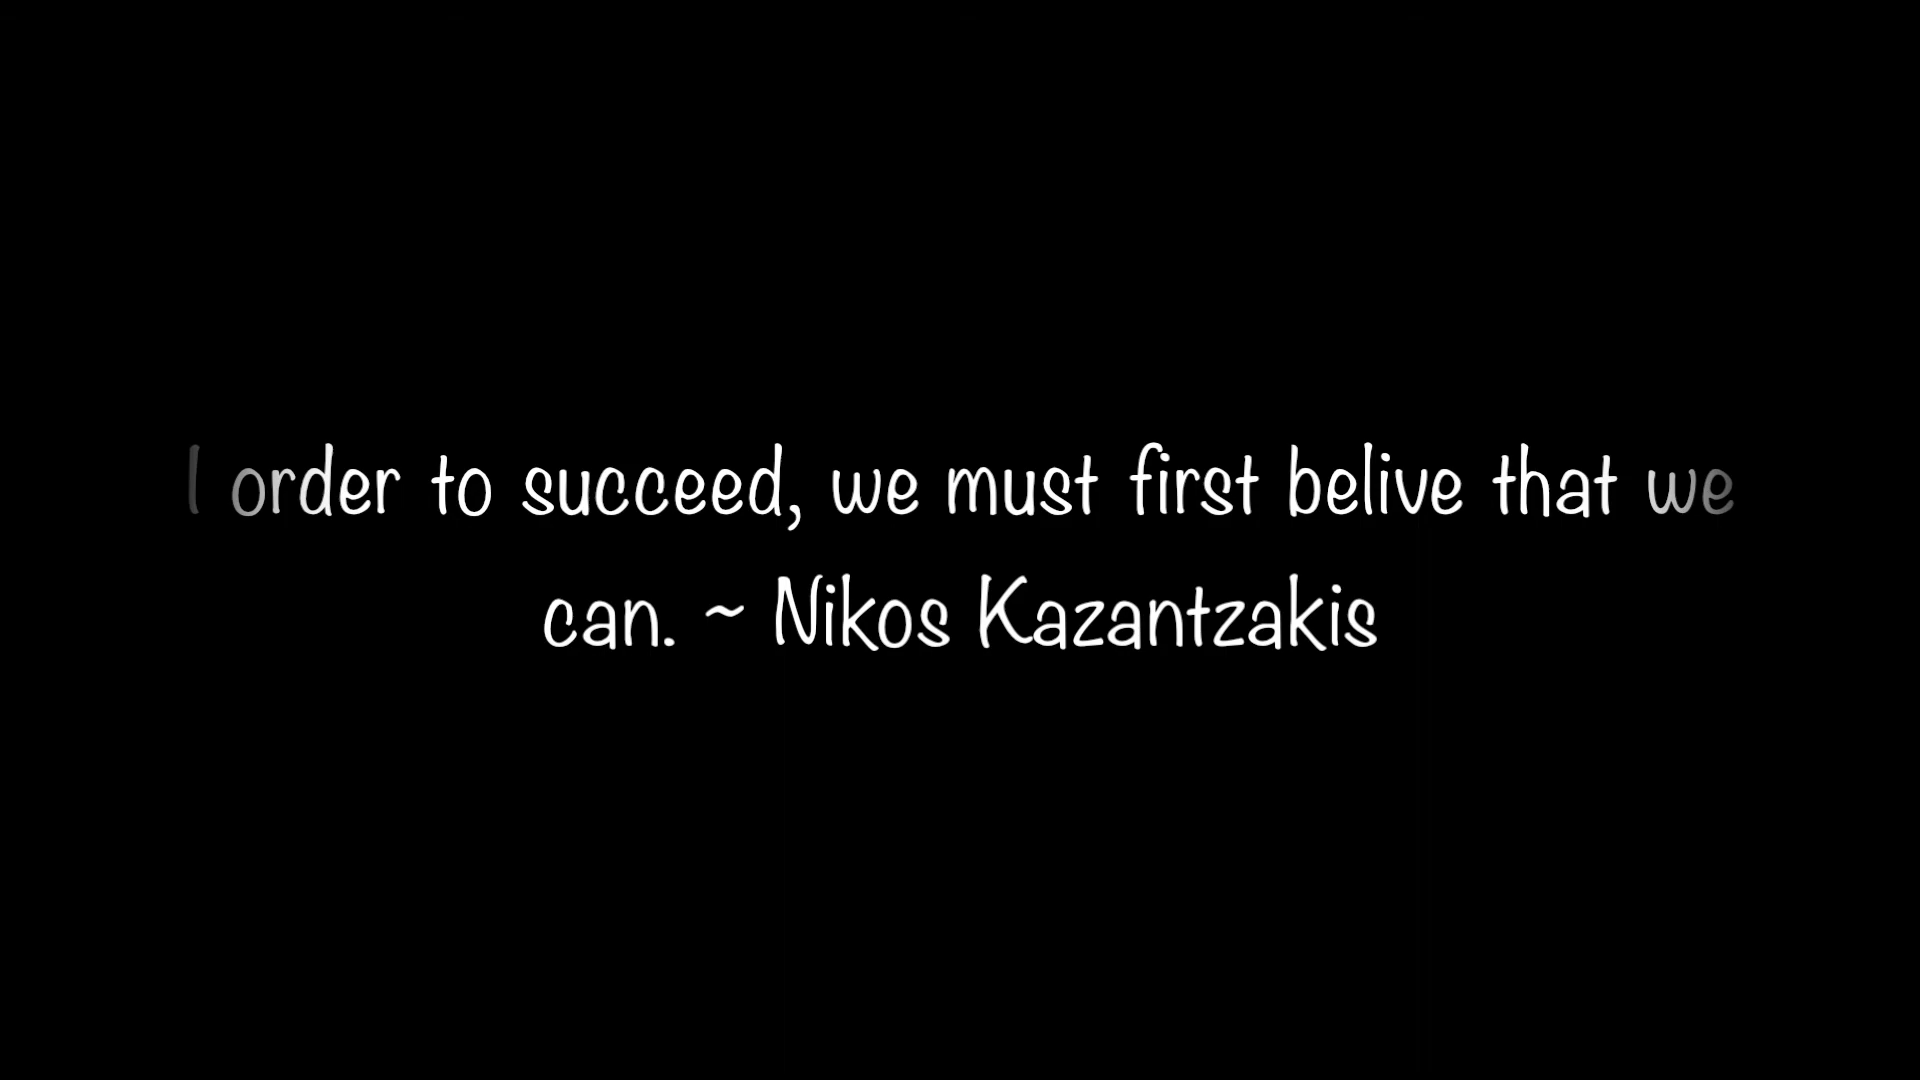 I order to succeed, we must first belive that we
can. ~ Nikos Kazantzakis